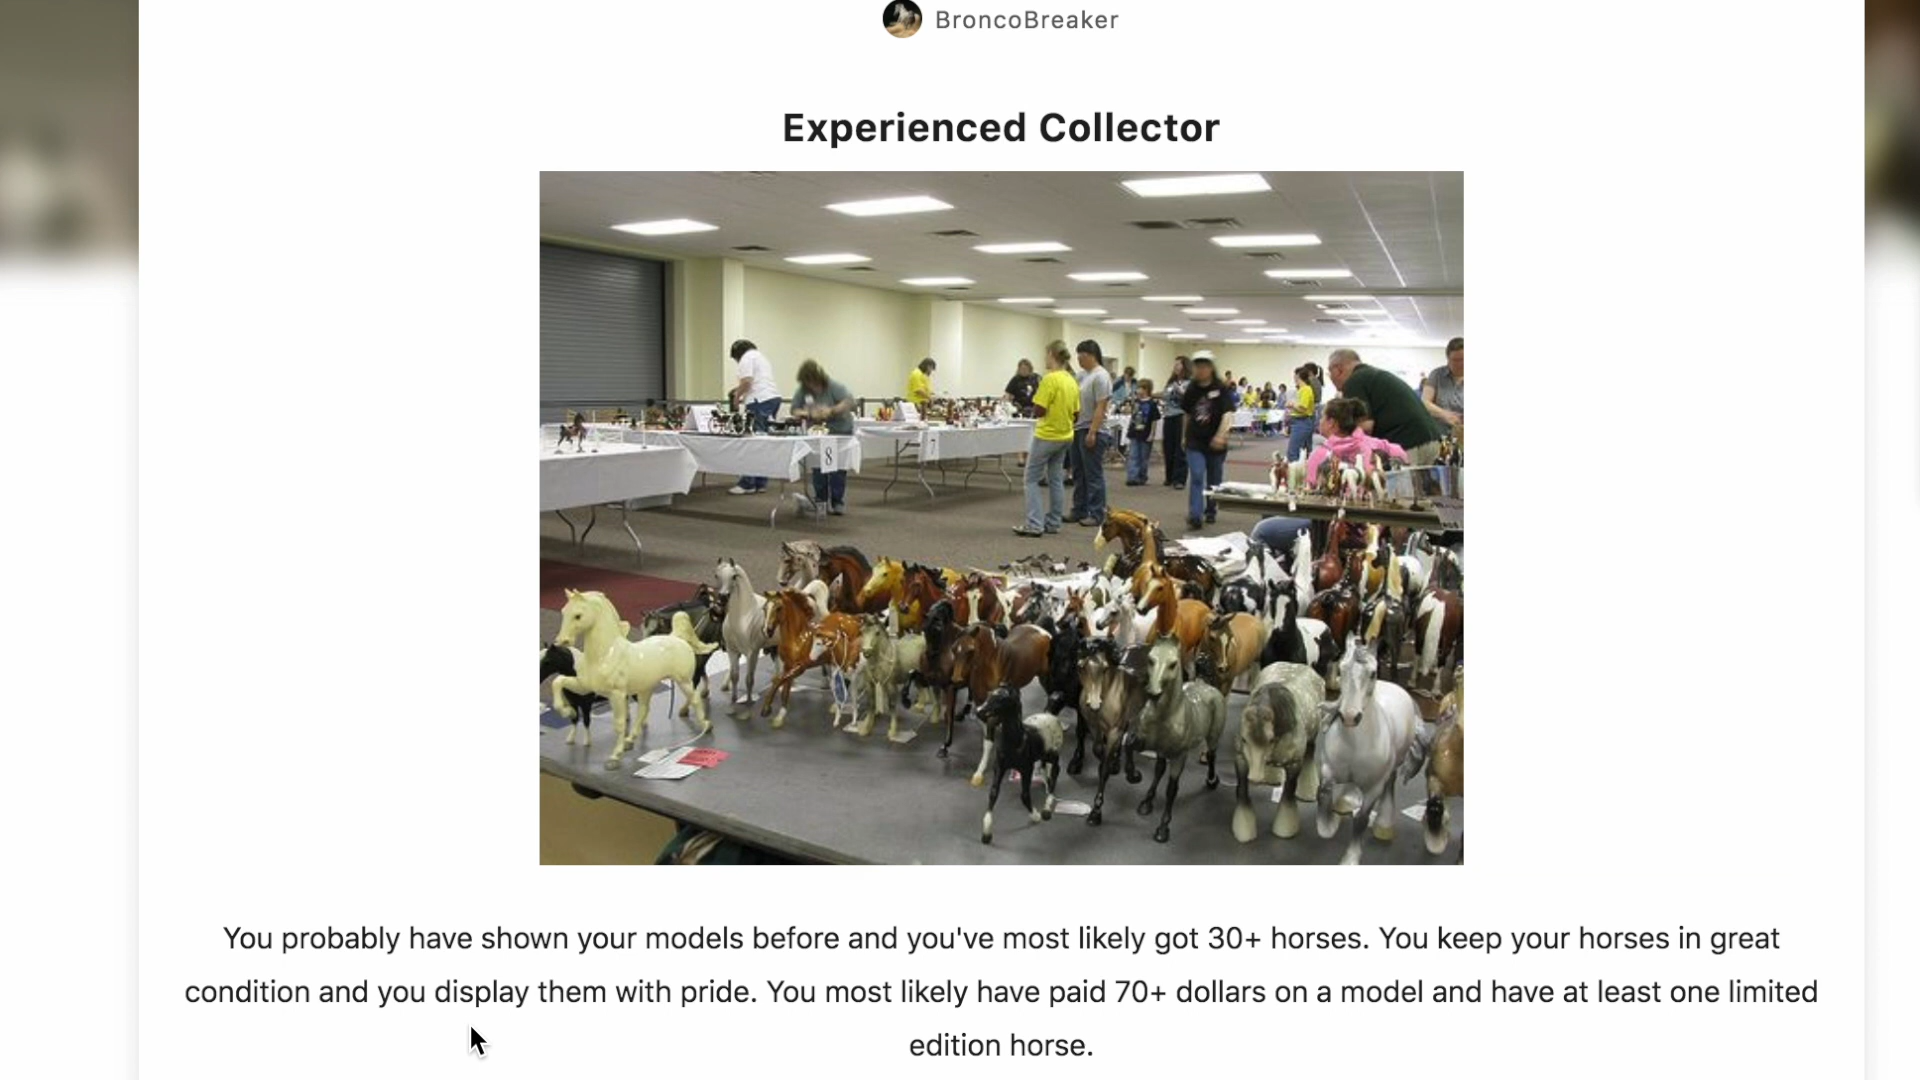 BroncoBreaker
Experienced Collector
8
7
You probably have shown your models before and you've most likely got 30+ horses. You keep your horses in great
condition and you display them with pride. You most likely have paid 70+ dollars on a model and have at least one limited
edition horse.